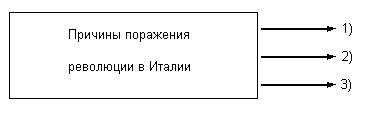 Причины поражения
революции в Италии
1)
2)
3)